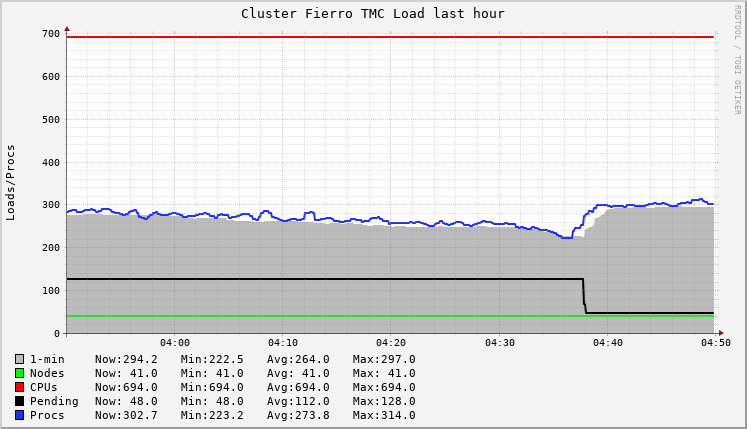 Cluster Fierro TMC Load last hour
RRDTOOL / TOBI OETIKER
Loads/Procs
700
600
500
400
300
200
100
0
04:00 04:10 04:20 04:30 04:40 04:50
1-min Now:294.2 Min:222.5 Avg:264.0 Max:297.0
Nodes Now: 41.0 Min: 41.0 Avg: 41.0 Max: 41.0
CPUs Now:694.0 Min:694.0 Avg:694.0 Max:694.0
Pending Now: 48.0 Min: 48.0 Avg:112.0 Max:128.0
Procs Now:302.7 Min:223.2 Avg:273.8 Max:314.0